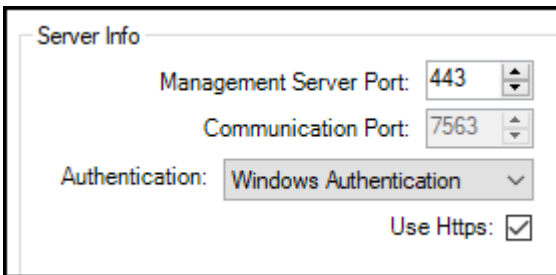 Server Info
Management Server Port: 443
Communication Port: 7563
Authentication: Windows Authentication
Use Https: